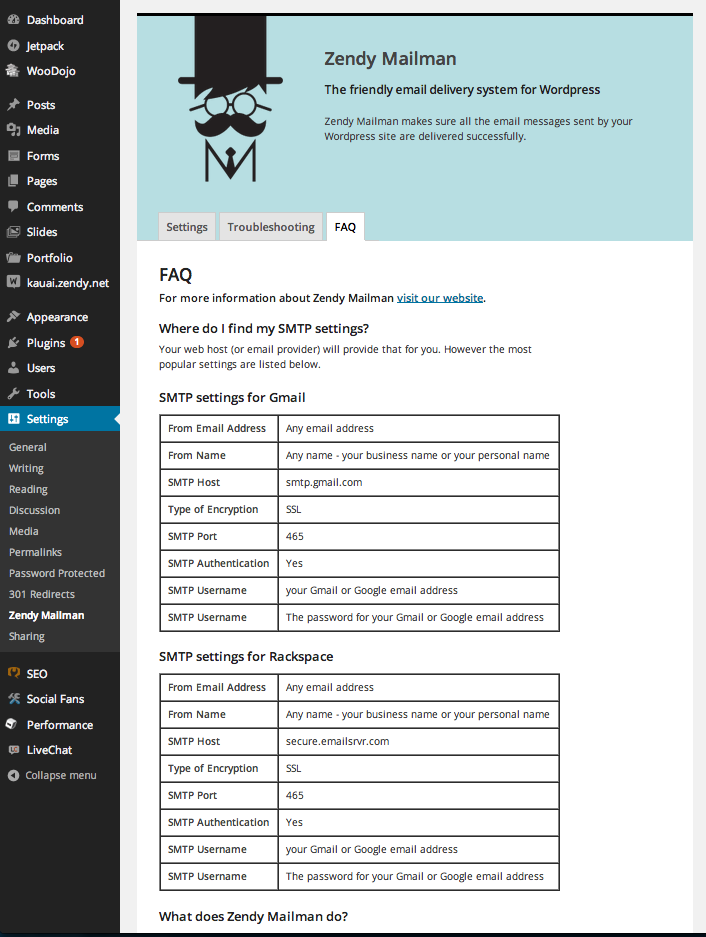 Dashboard
Jetpack
WooDojo
Posts
Media
Forms
Pages
Comments
Slides
Portfolio
kauai.zendy.net
Appearance
Plugins 1
Users
Tools
Settings
General
Writing
Reading
Discussion
Media
Permalinks
Password Protected
301 Redirects
Zendy Mailman
Sharing
SEO
Social Fans
Performance
LiveChat
Collapse menu
Zendy Mailman
The friendly email delivery system for Wordpress
Zendy Mailman makes sure all the email messages sent by your
Wordpress site are delivered successfully.
Settings Troubleshooting FAQ
FAQ
For more information about Zendy Mailman visit our website.
Where do I find my SMTP settings?
Your web host (or email provider) will provide that for you. However the most
popular settings are listed below.
SMTP settings for Gmail
From Email Address Any email address
From Name Any name - your business name or your personal name
SMTP Host smtp.gmail.com
Type of Encryption SSL
SMTP Port 465
SMTP Authentication Yes
SMTP Username your Gmail or Google email address
SMTP Username The password for your Gmail or Google email address
SMTP settings for Rackspace
From Email Address Any email address
From Name Any name - your business name or your personal name
SMTP Host secure.emailsrvr.com
Type of Encryption SSL
SMTP Port 465
SMTP Authentication Yes
SMTP Username your Gmail or Google email address
SMTP Username The password for your Gmail or Google email address
What does Zendy Mailman do?